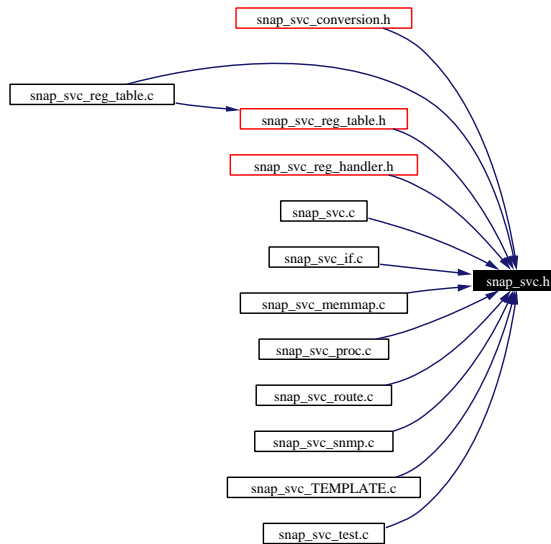 snap_svc_conversion.h
snap_svc_reg_table.c
snap_svc_reg_table.h
snap_svc_reg_handler.h
snap_svc.c
snap_svc_if.c
snap_svc.h
snap_svc_memmap.c
snap_svc_proc.c
snap_svc_route.c
snap_svc_snmp.c
snap_svc_TEMPLATE.c
snap_svc_test.c